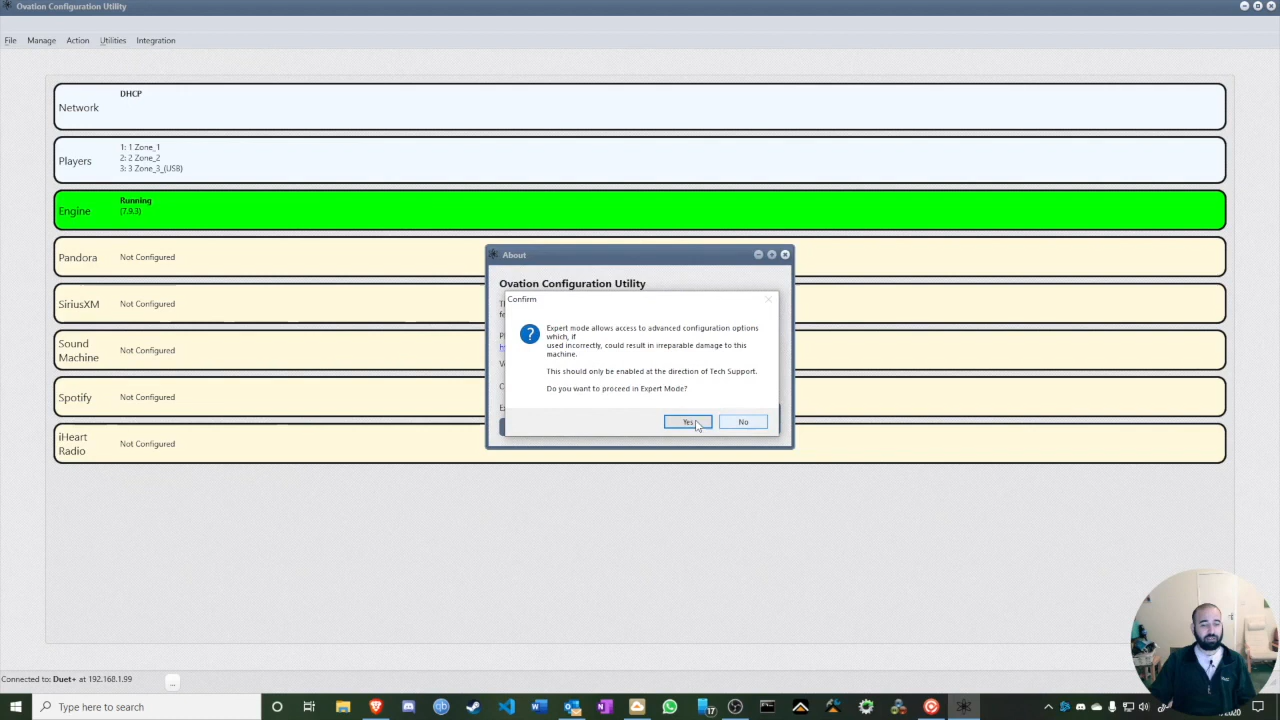 Ovation Configuration Utility
File Manage Action Utilities Integration
Network
DHCP
Players
1: 1 Zone_1
2: 2 Zone_2
3: 3 Zone_3_(USB)
Engine
Running
(7.9.3)
Pandora
Not Configured
SiriusXM
Not Configured
Sound
Machine
Not Configured
Spotify
Not Configured
iHeart
Radio
Not Configured
About
Ovation Configuration Utility
Confirm
Expert mode allows access to advanced configuration options
which, if
used incorrectly, could result in irreparable damage to this
machine.
This should only be enabled at the direction of Tech Support.
Do you want to proceed in Expert Mode?
Yes
No
Connected to: Duet+ at 192.168.1.99
...
Type here to search
17